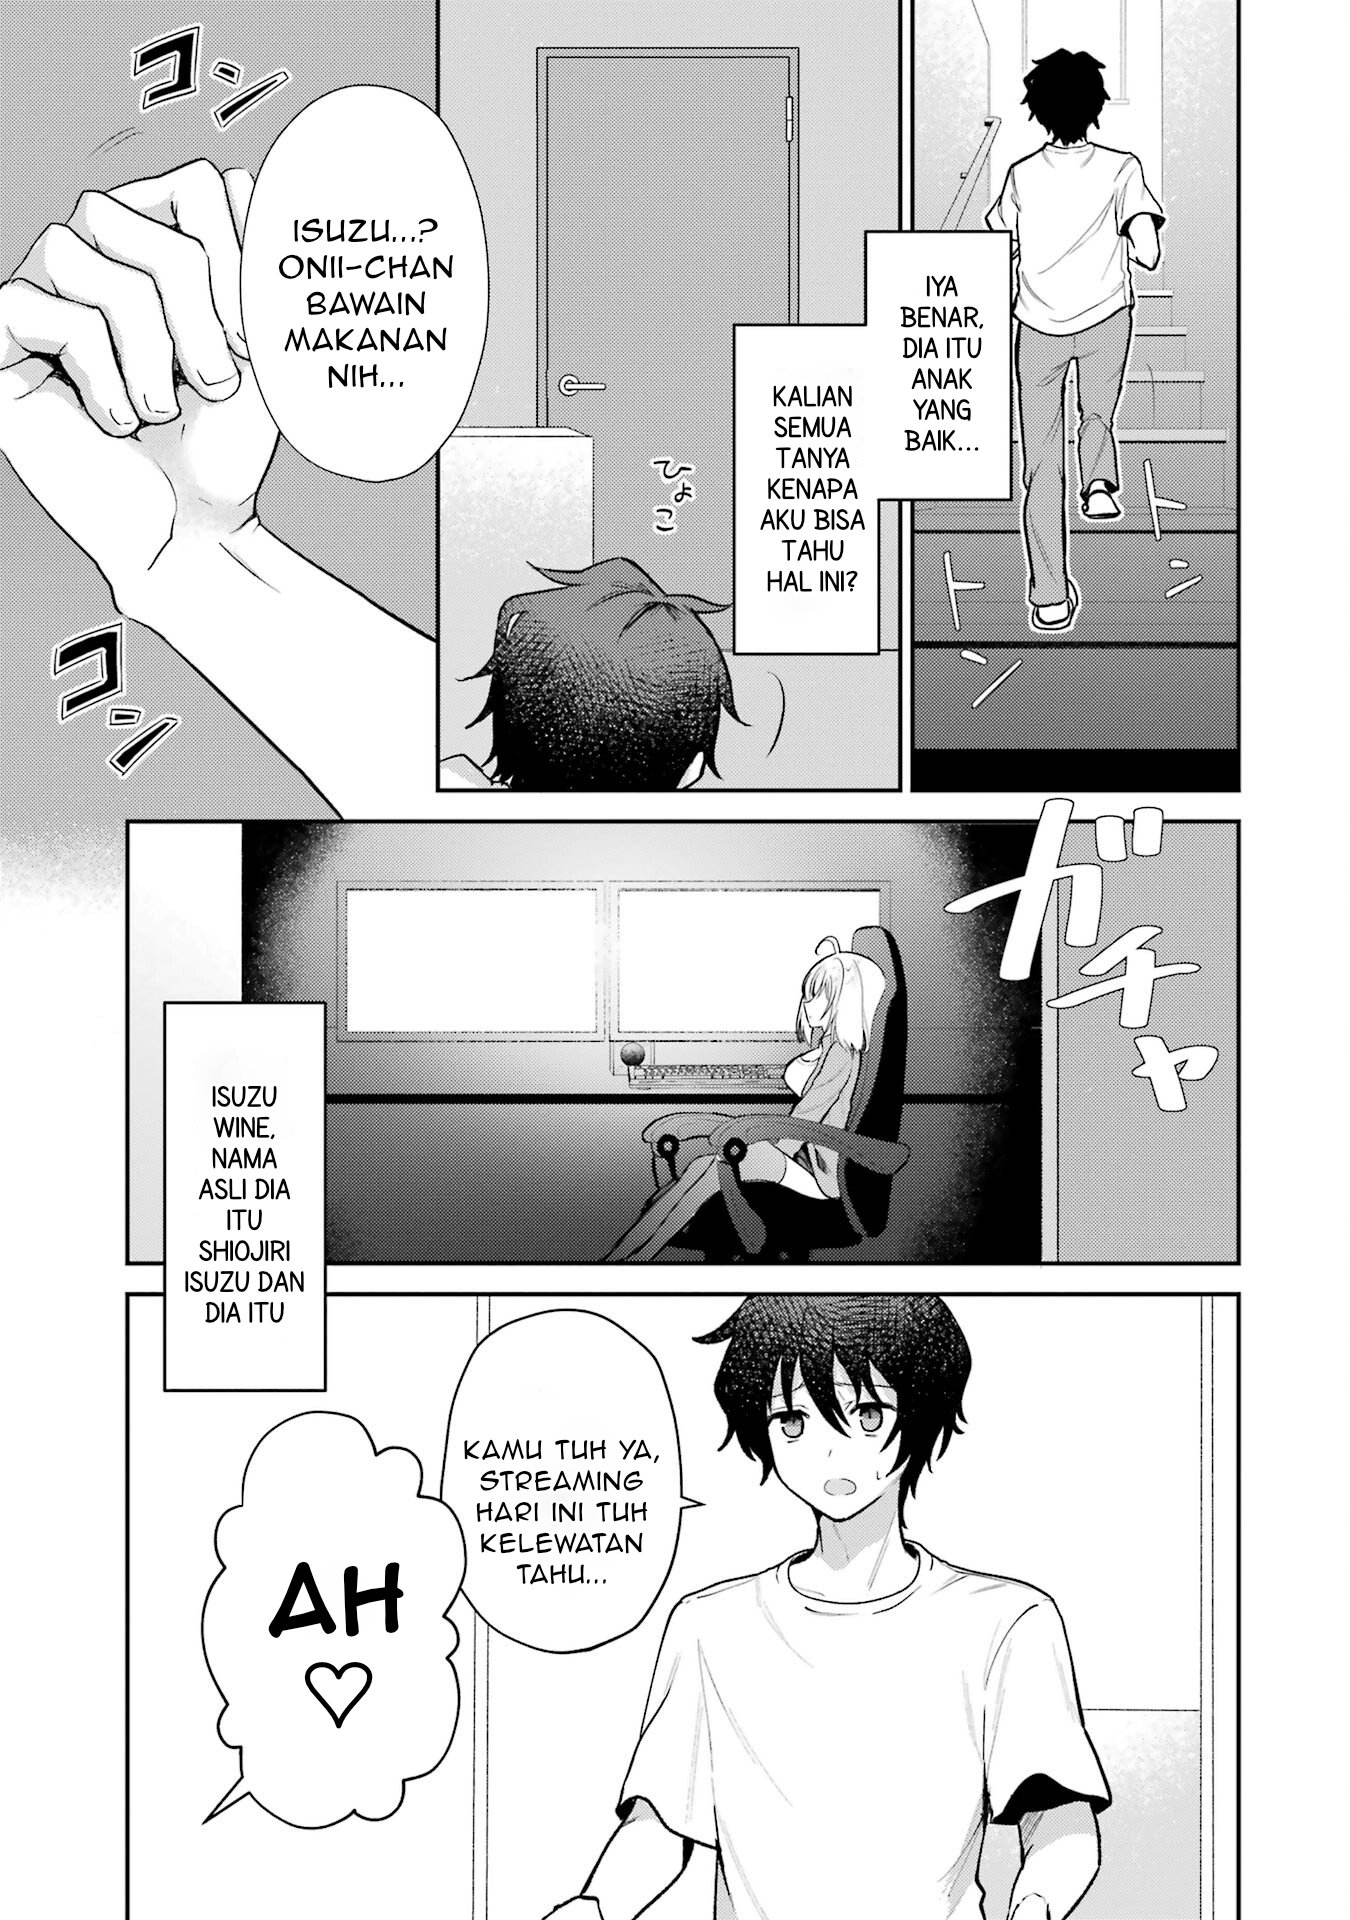 IYA
BENAR,
DIA ITU
ANAK
YANG
BAIK...
トン
トン
KALIAN
SEMUA
TANYA
KENAPA
AKU BISA
TAHU
HAL INI?
ひょこ
コン
ISUZU...?
ONII-CHAN
BAWAIN
MAKANAN
NIH...
コン
ガチャ
ISUZU
WINE,
NAMA
ASLI DIA
ITU
SHIOJIRI
ISUZU DAN
DIA ITU
KAMU TUH YA,
STREAMING
HARI INI TUH
KELEWATAN
TAHU...
AH
♡